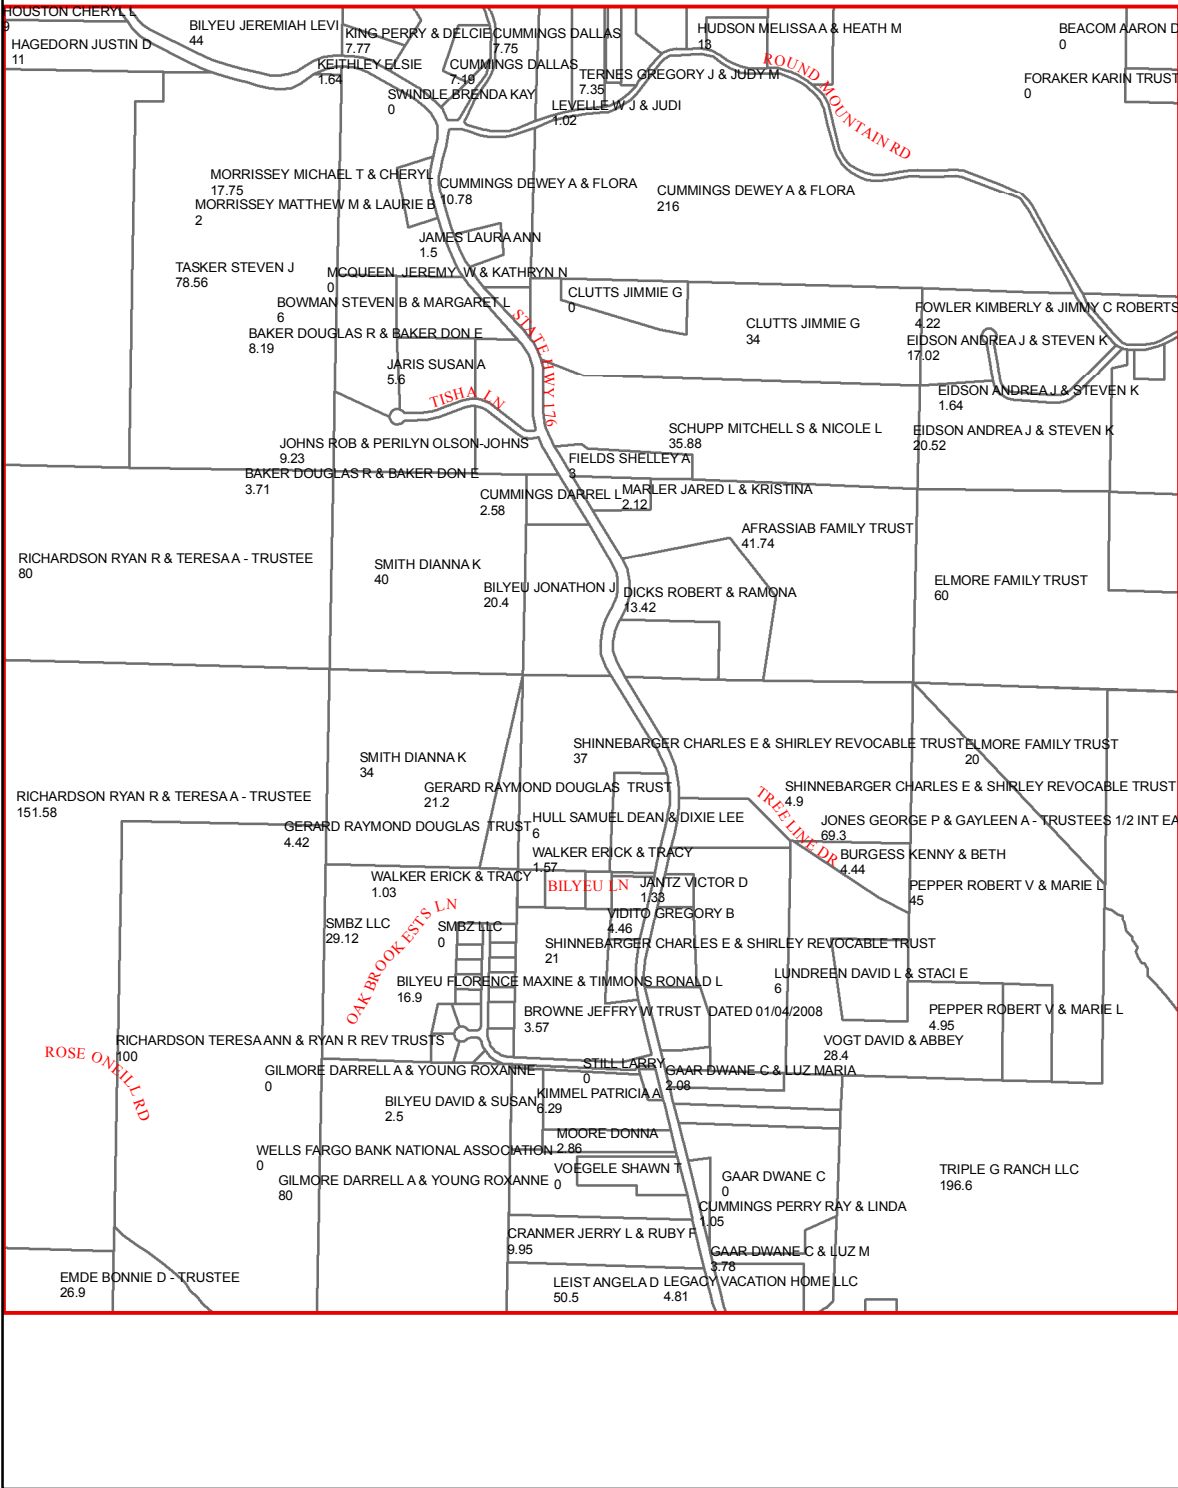 HOUSTON CHERYL L
9
HAGEDORN JUSTIN D
11
BILYEU JEREMIAH LEVI
44
KING PERRY & DELCIE
7.77
CUMMINGS DALLAS
7.75
HUDSON MELISSA A & HEATH M
13
BEACOM AARON D
0
KEITHLEY ELSIE
1.64
CUMMINGS DALLAS
7.19
TERNES GREGORY J & JUDY M
7.35
ROUND MOUNTAIN RD
FORAKER KARIN TRUST
0
SWINDLE BRENDA KAY
0
LEVELLE W J & JUDI
1.02
MORRISSEY MICHAEL T & CHERYL
17.75
CUMMINGS DEWEY A & FLORA
10.78
CUMMINGS DEWEY A & FLORA
216
MORRISSEY MATTHEW M & LAURIE B
2
JAMES LAURA ANN
1.5
TASKER STEVEN J
78.56
MCQUEEN JEREMY W & KATHRYN N
0
CLUTTS JIMMIE G
0
BOWMAN STEVEN B & MARGARET L
6
FOWLER KIMBERLY & JIMMY C ROBERTS
4.22
CLUTTS JIMMIE G
34
BAKER DOUGLAS R & BAKER DON E
8.19
STATE HWY 176
EIDSON ANDREA J & STEVEN K
17.02
JARIS SUSAN A
5.6
TISHA LN
EIDSON ANDREA J & STEVEN K
1.64
SCHUPP MITCHELL S & NICOLE L
35.88
EIDSON ANDREA J & STEVEN K
20.52
JOHNS ROB & PERILYN OLSON-JOHNS
9.23
FIELDS SHELLEY A
3
BAKER DOUGLAS R & BAKER DON E
3.71
CUMMINGS DARREL L
2.58
MARLER JARED L & KRISTINA
2.12
AFRASSIAB FAMILY TRUST
41.74
RICHARDSON RYAN R & TERESA A - TRUSTEE
80
SMITH DIANNA K
40
BILYEU JONATHON J
20.4
DICKS ROBERT & RAMONA
13.42
ELMORE FAMILY TRUST
60
SHINNEBARGER CHARLES E & SHIRLEY REVOCABLE TRUST
37
ELMORE FAMILY TRUST
20
SMITH DIANNA K
34
GERARD RAYMOND DOUGLAS TRUST
21.2
SHINNEBARGER CHARLES E & SHIRLEY REVOCABLE TRUST
4.9
RICHARDSON RYAN R & TERESA A - TRUSTEE
151.58
TREE LINE DR
HULL SAMUEL DEAN & DIXIE LEE
6
JONES GEORGE P & GAYLEEN A - TRUSTEES 1/2 INT EA
69.3
GERARD RAYMOND DOUGLAS TRUST
4.42
WALKER ERICK & TRACY
1.57
BURGESS KENNY & BETH
4.44
WALKER ERICK & TRACY
1.03
BILYEU LN
JANTZ VICTOR D
1.33
PEPPER ROBERT V & MARIE L
45
OAK BROOK ESTS LN
VIDITO GREGORY B
4.46
SMBZ LLC
29.12
SMBZ LLC
0
SHINNEBARGER CHARLES E & SHIRLEY REVOCABLE TRUST
21
BILYEU FLORENCE MAXINE & TIMMONS RONALD L
16.9
LUNDREEN DAVID L & STACI E
6
BROWNE JEFFRY W TRUST DATED 01/04/2008
3.57
PEPPER ROBERT V & MARIE L
4.95
RICHARDSON TERESA ANN & RYAN R REV TRUSTS
100
VOGT DAVID & ABBEY
28.4
ROSE ONEILL RD
GILMORE DARRELL A & YOUNG ROXANNE
0
STILL LARRY
0
GAAR DWANE C & LUZ MARIA
2.08
BILYEU DAVID & SUSAN
2.5
KIMMEL PATRICIA A
6.29
MOORE DONNA
2.86
WELLS FARGO BANK NATIONAL ASSOCIATION
0
VOEGELE SHAWN T
0
GAAR DWANE C
0
TRIPLE G RANCH LLC
196.6
GILMORE DARRELL A & YOUNG ROXANNE
80
CUMMINGS PERRY RAY & LINDA
1.05
CRANMER JERRY L & RUBY F
9.95
GAAR DWANE C & LUZ M
3.78
EMDE BONNIE D - TRUSTEE
26.9
LEIST ANGELA D
50.5
LEGACY VACATION HOME LLC
4.81